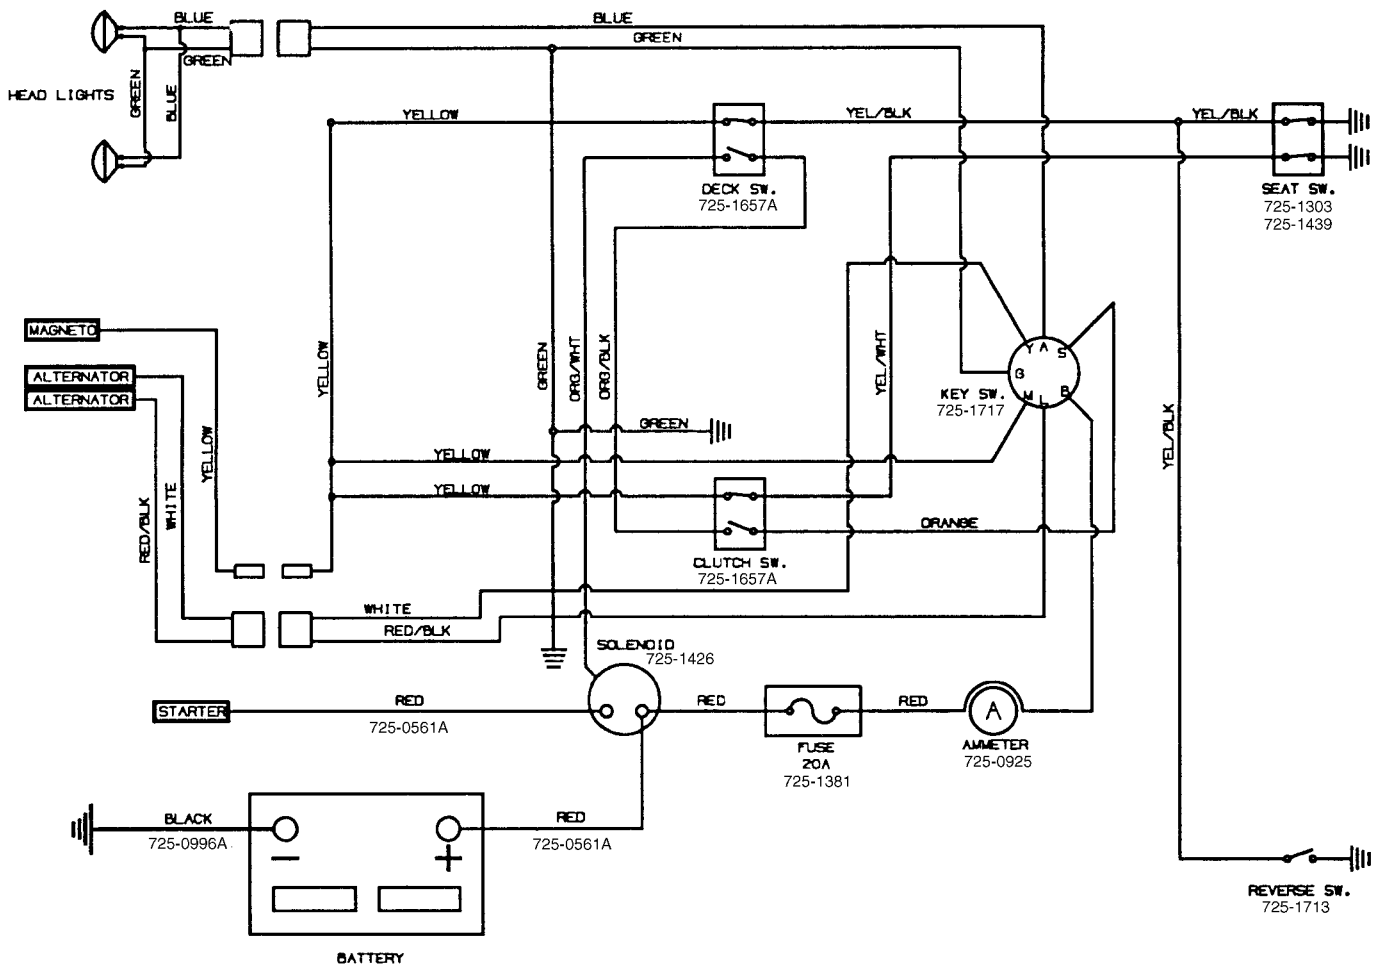 BLUE
BLUE
GREEN
GREEN
HEAD LIGHTS
GREEN
BLUE
YELLOW
YEL/BLK
YEL/BLK
DECK SW.
725-1657A
SEAT SW.
725-1303
725-1439
MAGNETO
ALTERNATOR
ALTERNATOR
YELLOW
GREEN
ORG/WHT
ORG/BLK
YEL/WHT
Y A S
G
M L B
KEY SW.
725-1717
GREEN
YELLOW
YELLOW
YELLOW
YEL/BLK
RED/BLK
WHITE
ORANGE
CLUTCH SW.
725-1657A
WHITE
RED/BLK
SOLENOID
725-1426
STARTER
RED
725-0561A
RED
RED
A
FUSE
20A
725-1381
AMMETER
725-0925
BLACK
725-0996A
RED
725-0561A
− +
BATTERY
REVERSE SW.
725-1713